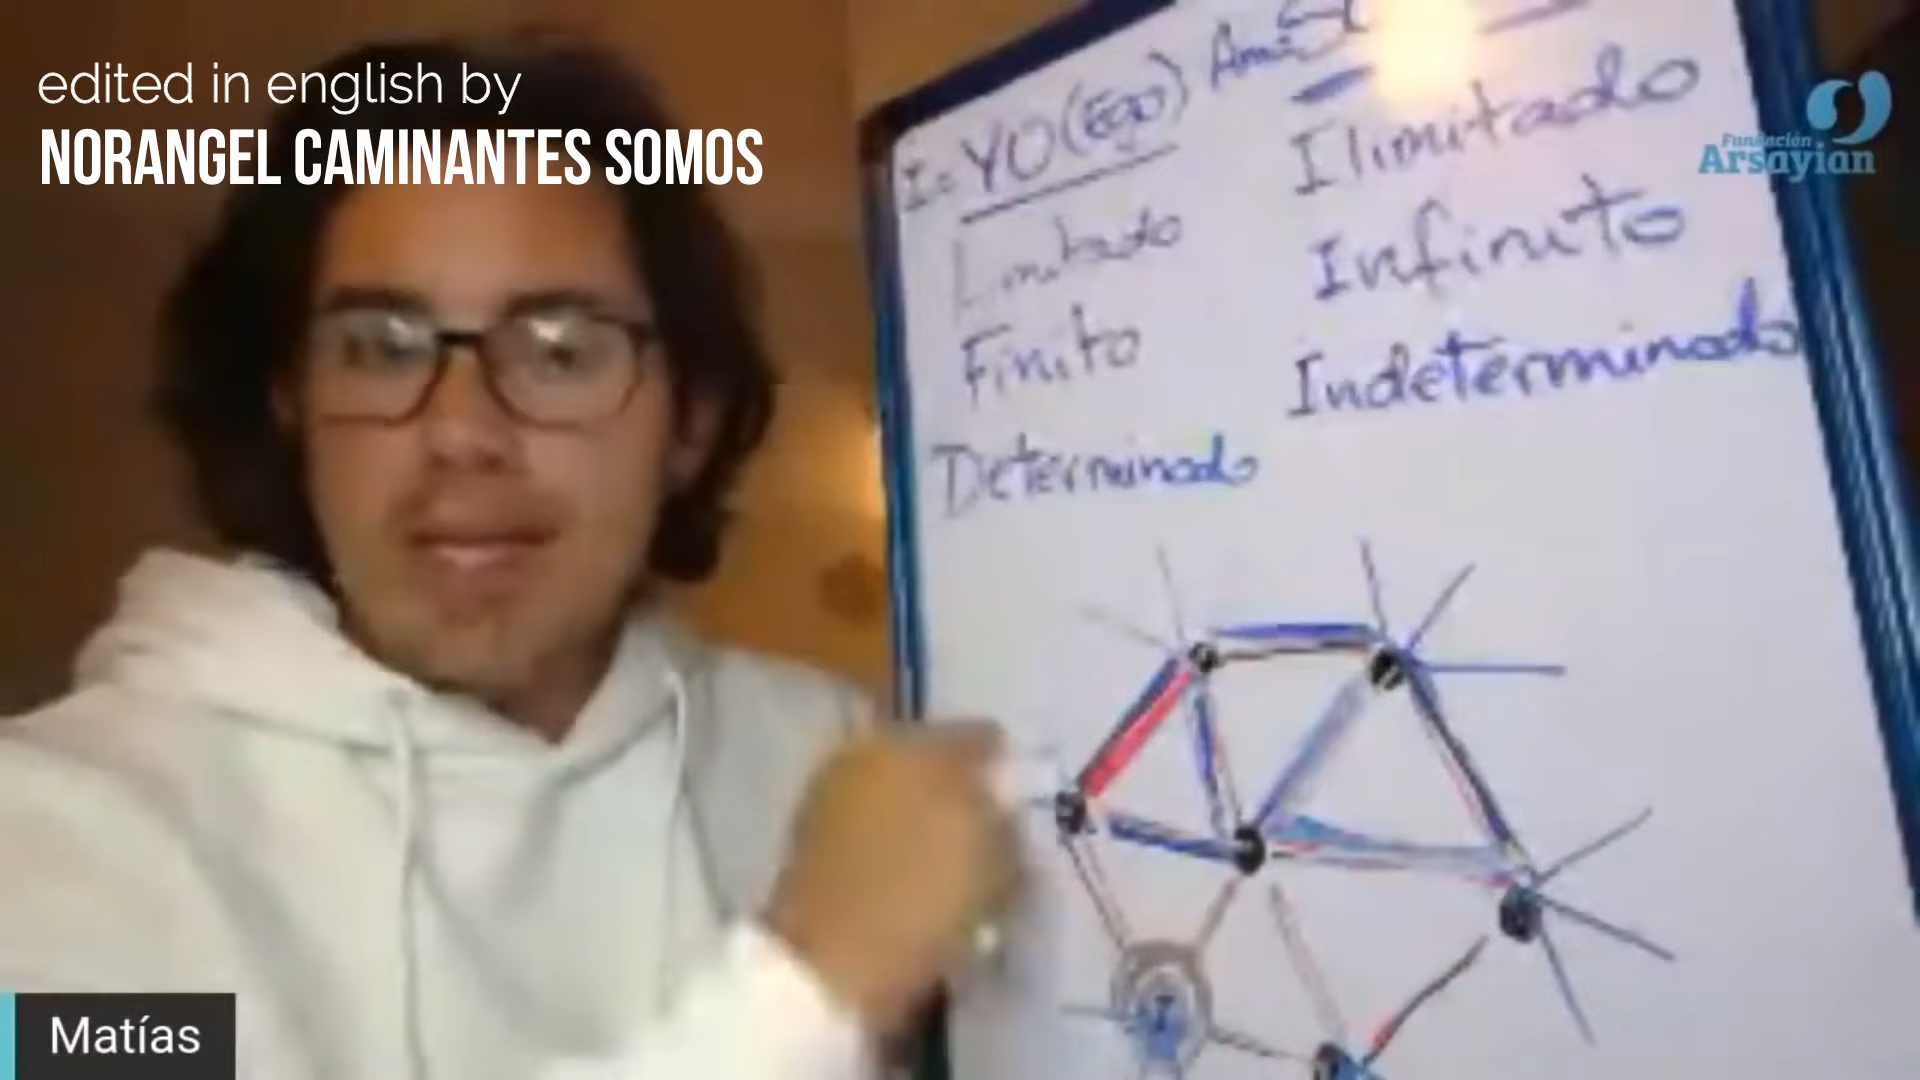 edited in english by
NORANGEL CAMINANTES SOMOS
Fundación
Arsayian
I= YO (Ego)
Limitado
Finito
Determinado
Ilimitado
Infinito
Indeterminado
Matías